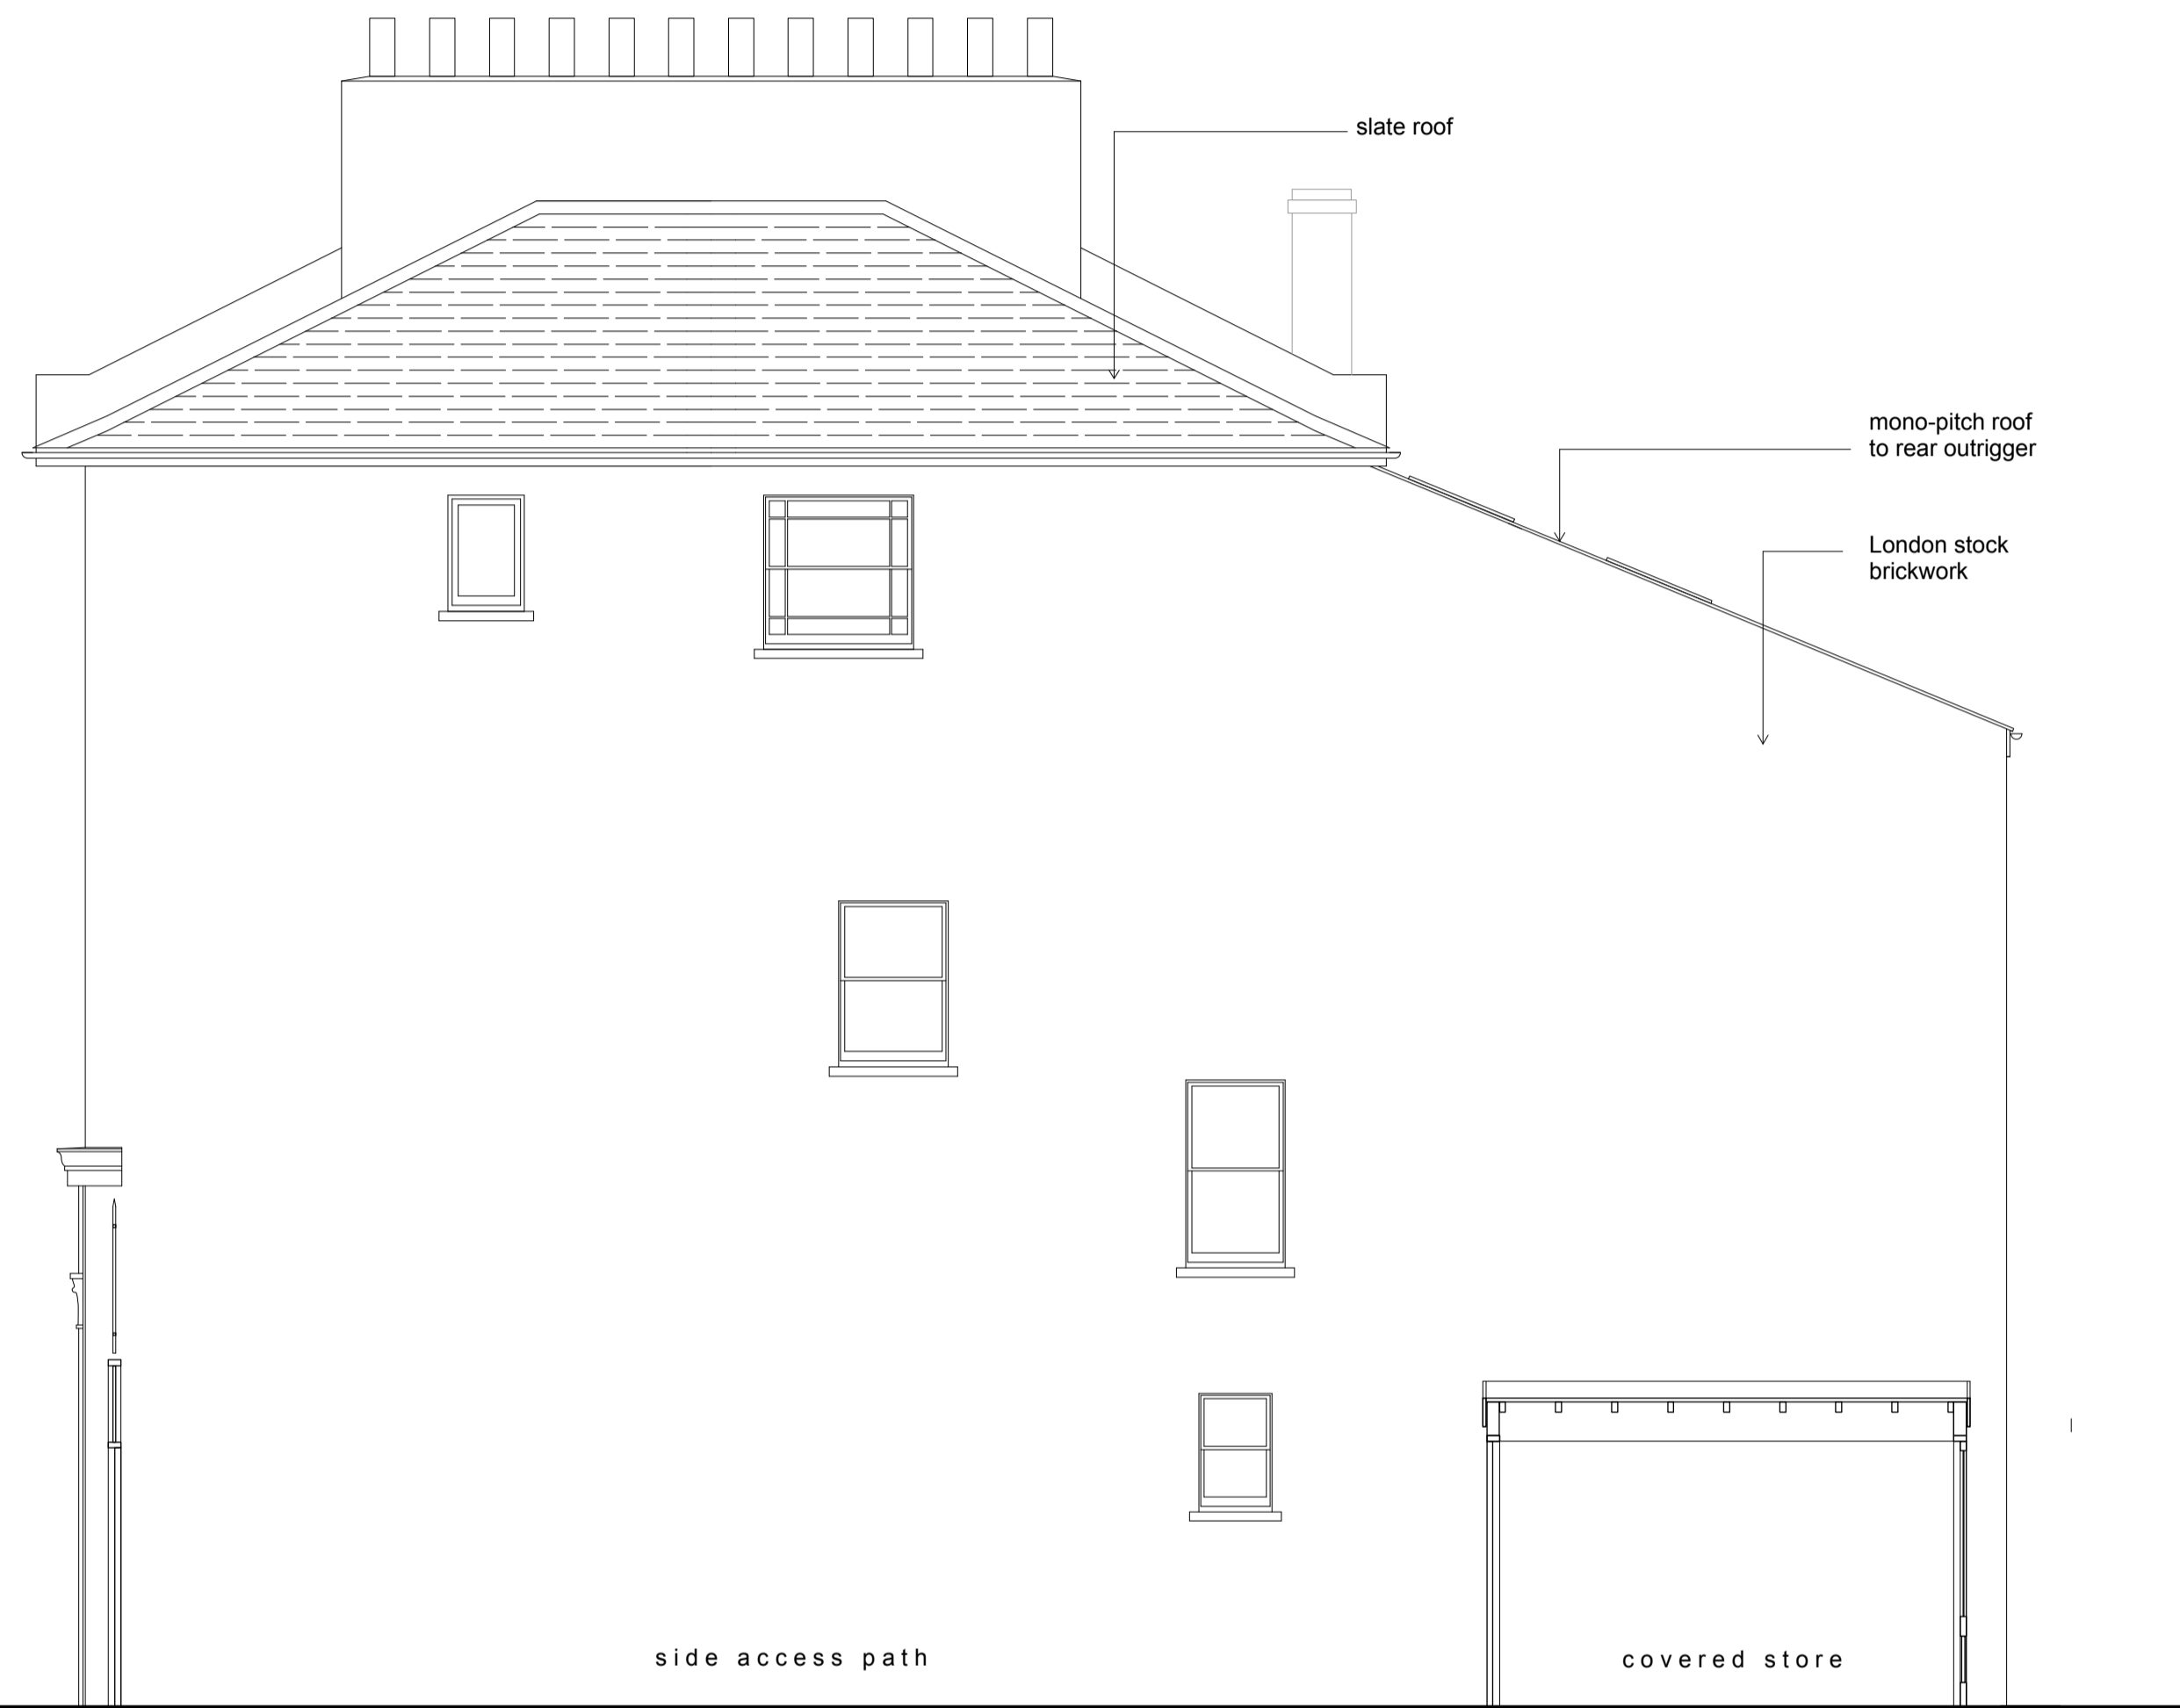 slate roof
mono-pitch roof
to rear outrigger
London stock
brickwork
side access path
covered store